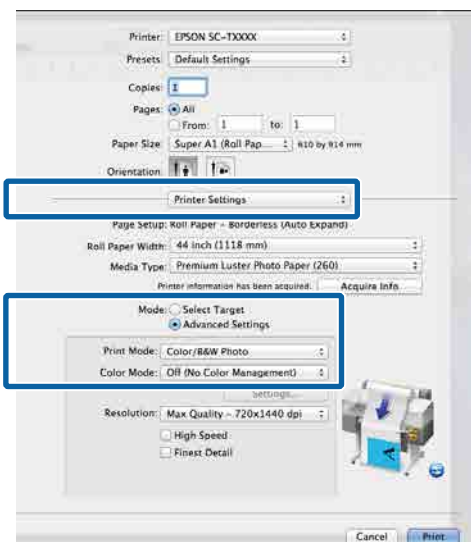 Printer: EPSON SC-TXXXX
Presets: Default Settings
Copies: 1
Pages: All
From: 1 to: 1
Paper Size: Super A1 (Roll Pap... 610 by 914 mm
Orientation:
Printer Settings
Page Setup: Roll Paper - Borderless (Auto Expand)
Roll Paper Width: 44 inch (1118 mm)
Media Type: Premium Luster Photo Paper (260)
Printer information has been acquired. Acquire Info
Mode: Select Target
Advanced Settings
Print Mode: Color/B&W Photo
Color Mode: Off (No Color Management)
Settings...
Resolution: Max Quality - 720x1440 dpi
High Speed
Finest Detail
Cancel Print